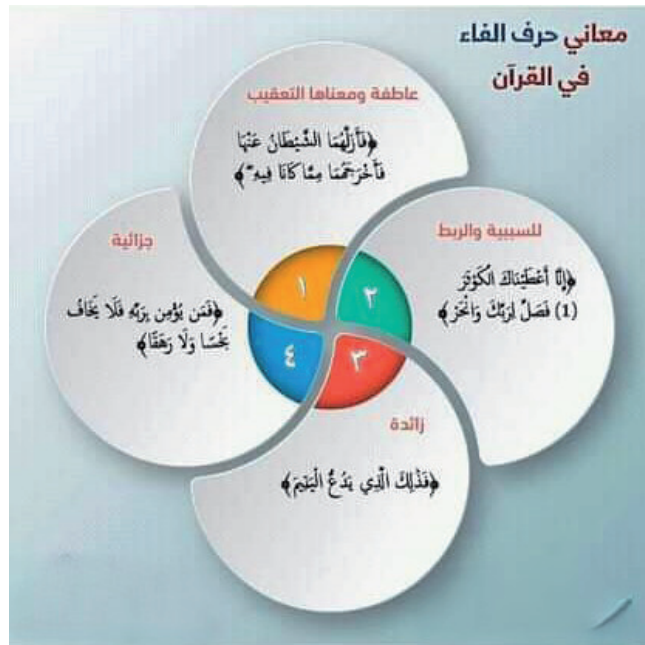 معاني حرف الفاء
في القرآن
عاطفة ومعناها التعقيب
﴿فَأَزَلَّهُمَا الشَّيْطَانُ عَنْهَا
فَأَخْرَجَهُمَا مِمَّا كَانَا فِيهِ ۖ﴾
١
للسببية والربط
﴿إِنَّا أَعْطَيْنَاكَ الْكَوْثَرَ
(1) فَصَلِّ لِرَبِّكَ وَانْحَرْ﴾
٢
زائدة
﴿فَذَٰلِكَ الَّذِي يَدُعُّ الْيَتِيمَ﴾
٣
جزائية
﴿فَمَن يُؤْمِن بِرَبِّهِ فَلَا يَخَافُ
بَخْسًا وَلَا رَهَقًا﴾
٤